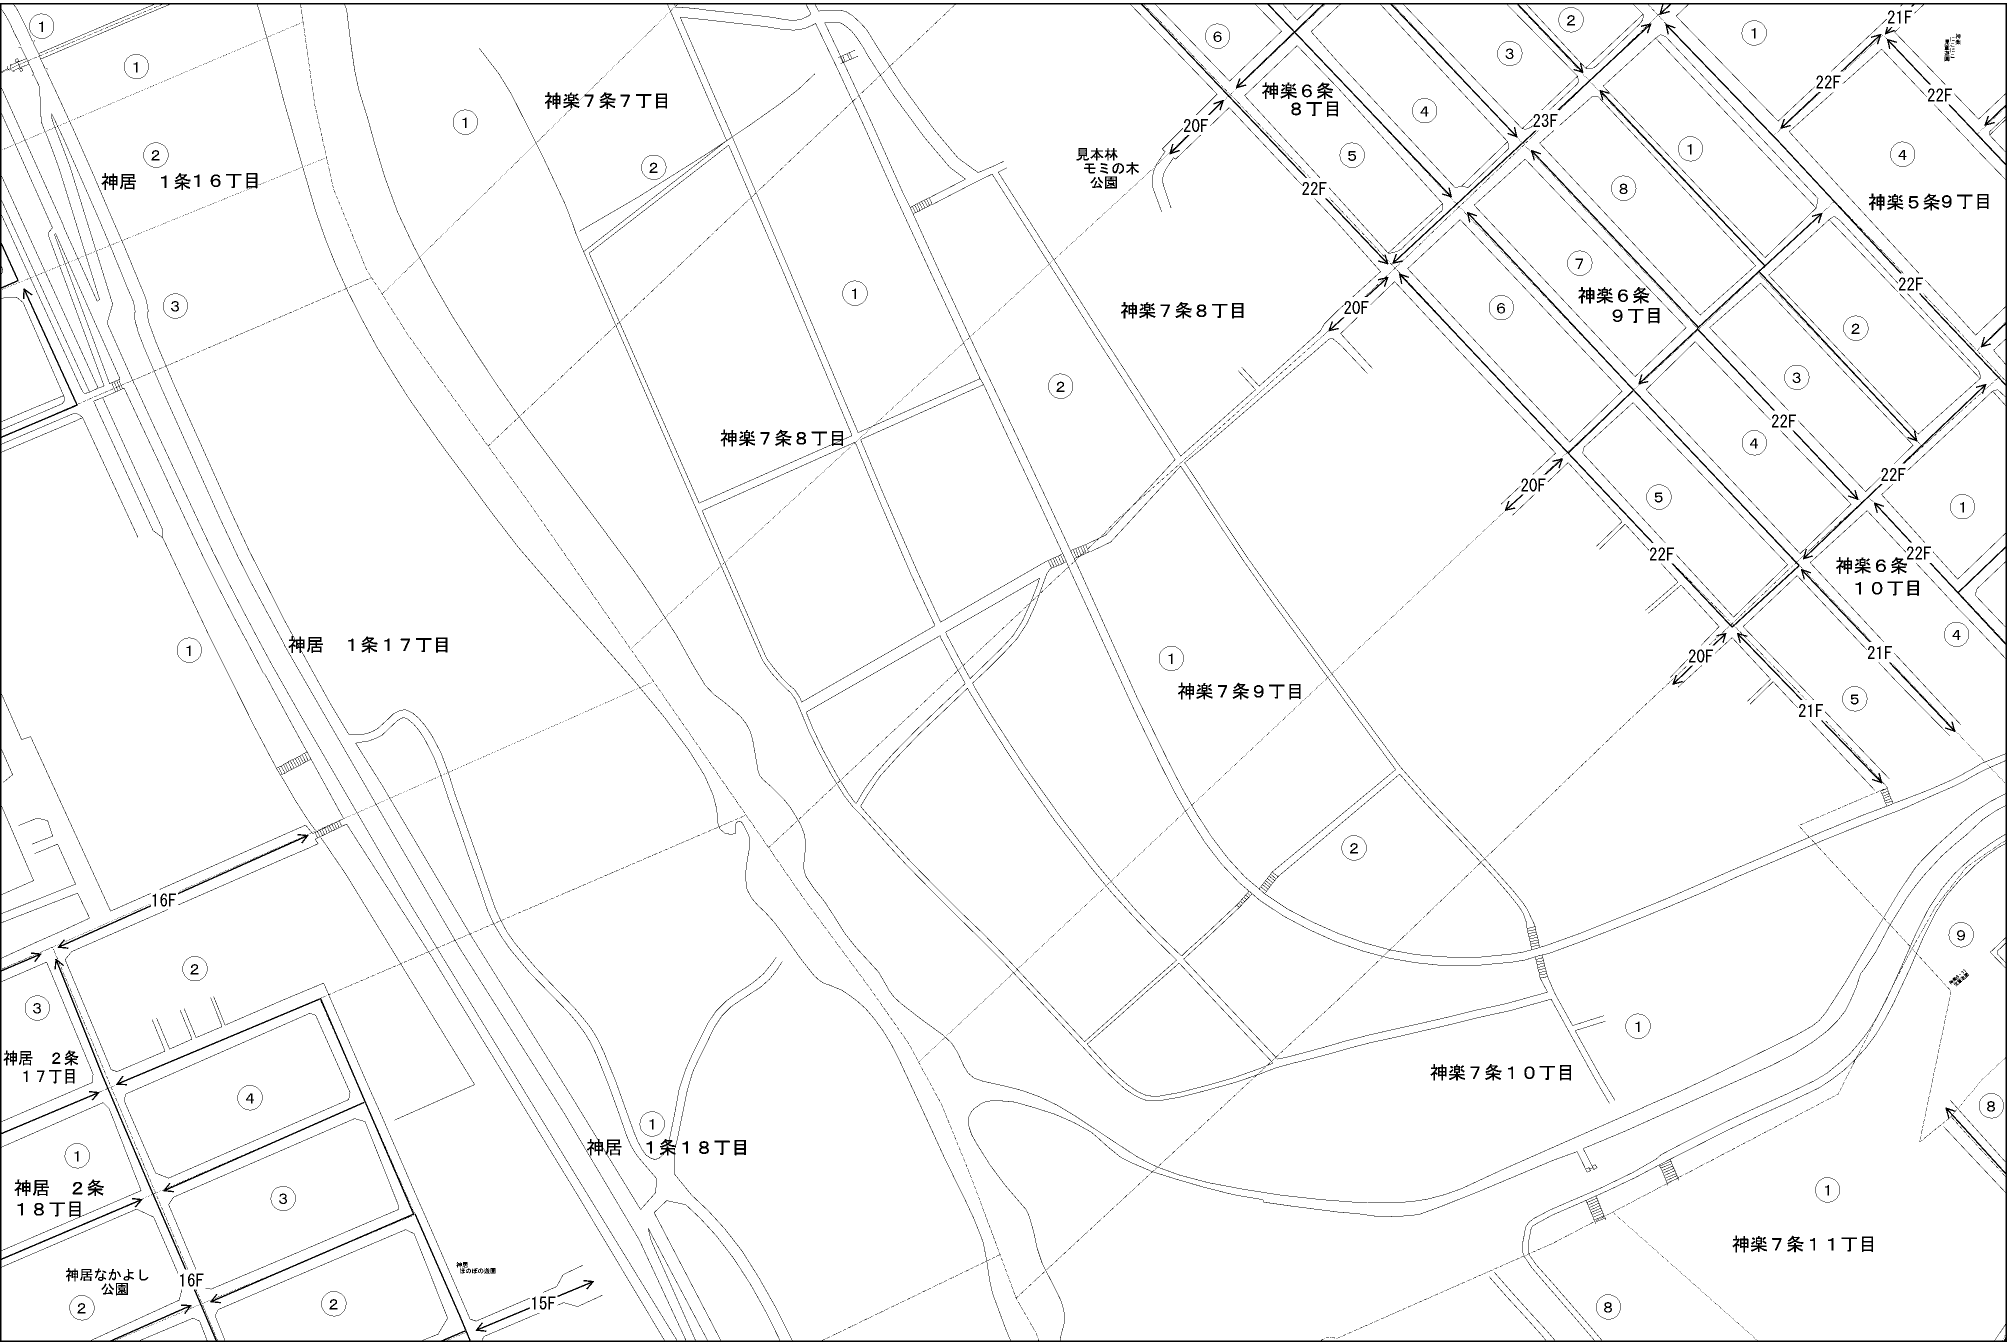 ①
①
②
神居　１条１６丁目
③
①
神楽７条７丁目
②
①
神楽７条８丁目
見本林
モミの木
公園
20F
⑥
神楽６条
８丁目
④
⑤
22F
③
②
23F
①
21F
22F
22F
④
神楽５条９丁目
①
⑧
⑦
神楽６条
９丁目
⑥
22F
②
③
22F
④
22F
①
神楽７条８丁目
②
20F
20F
⑤
22F
22F
神楽６条
１０丁目
④
21F
20F
⑤
21F
①
神居　１条１７丁目
①
神楽７条９丁目
②
16F
②
③
神居　２条
１７丁目
④
①
神居　２条
１８丁目
③
神居なかよし
公園
②
16F
②
神居
ほのぼの遊園
15F
①
神居　１条１８丁目
①
神楽７条１０丁目
⑨
⑧
①
神楽７条１１丁目
⑧